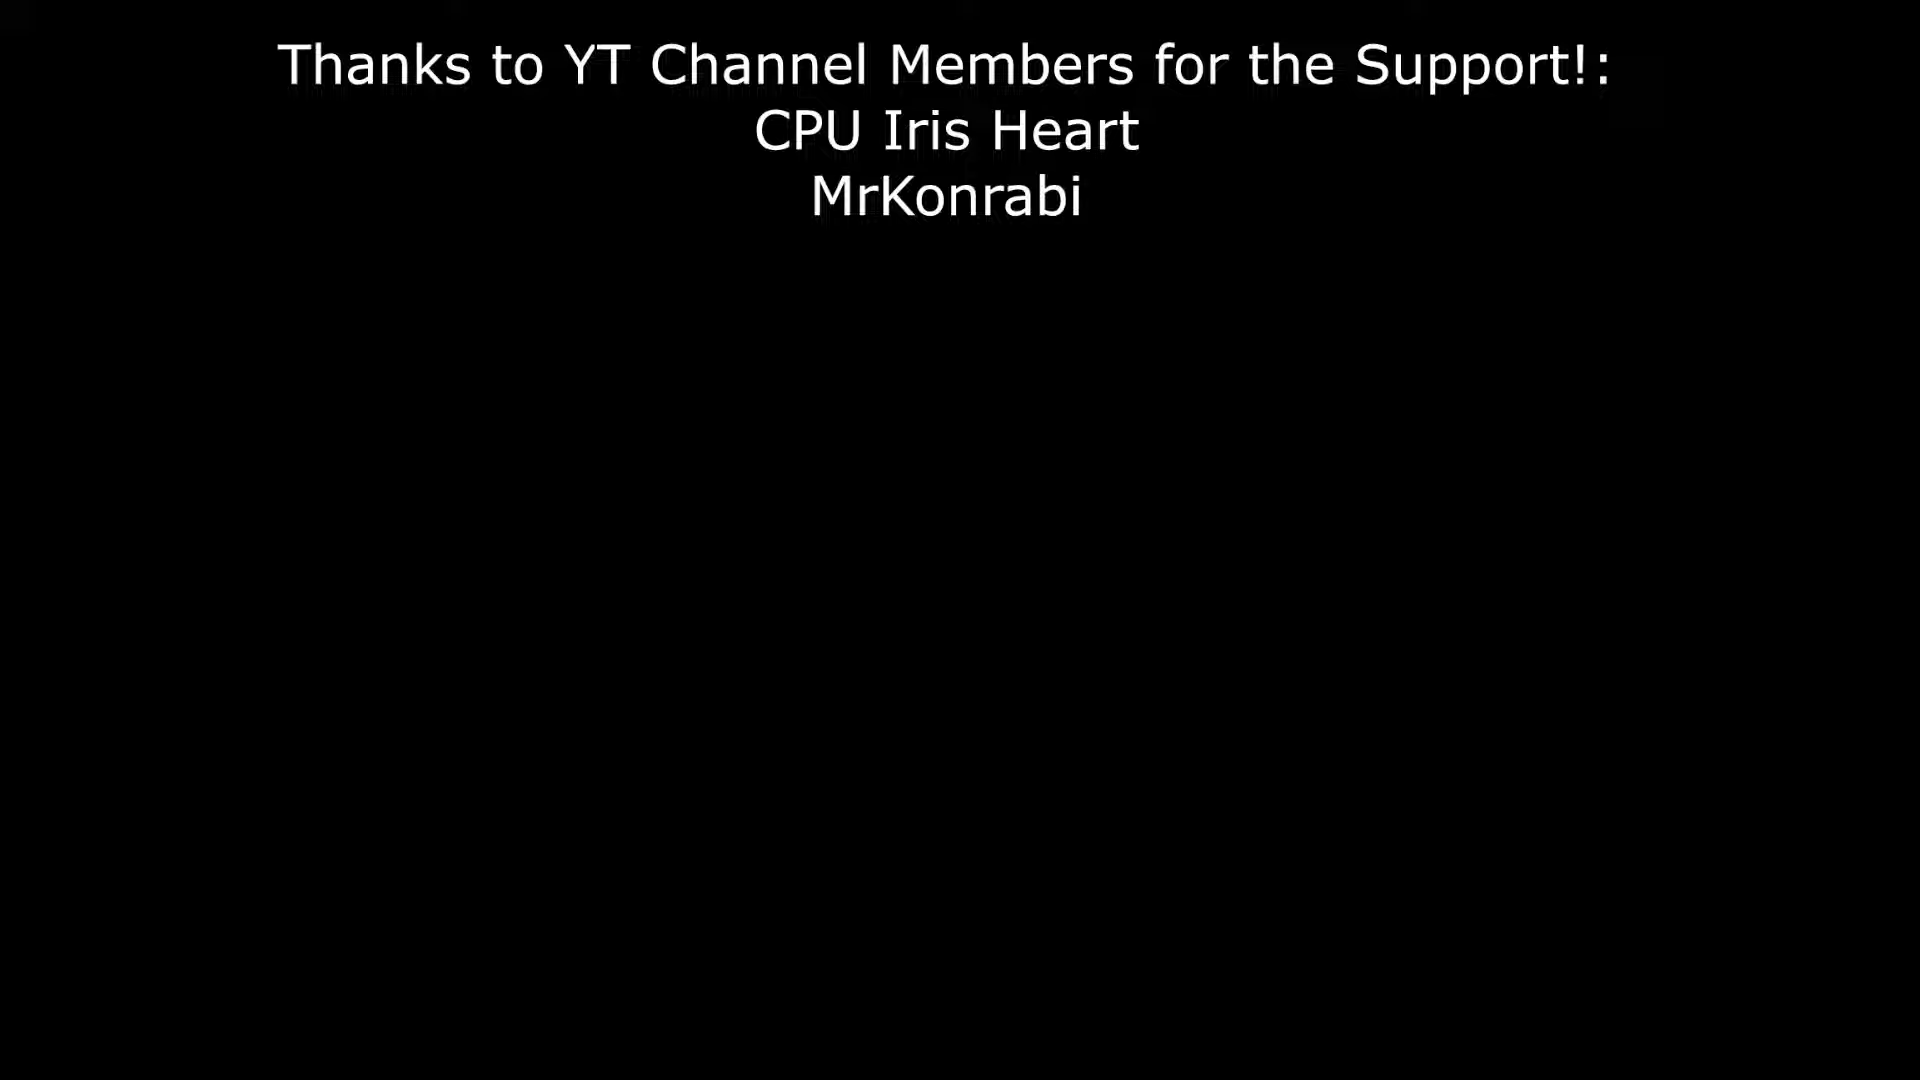 Thanks to YT Channel Members for the Support!:
CPU Iris Heart
MrKonrabi